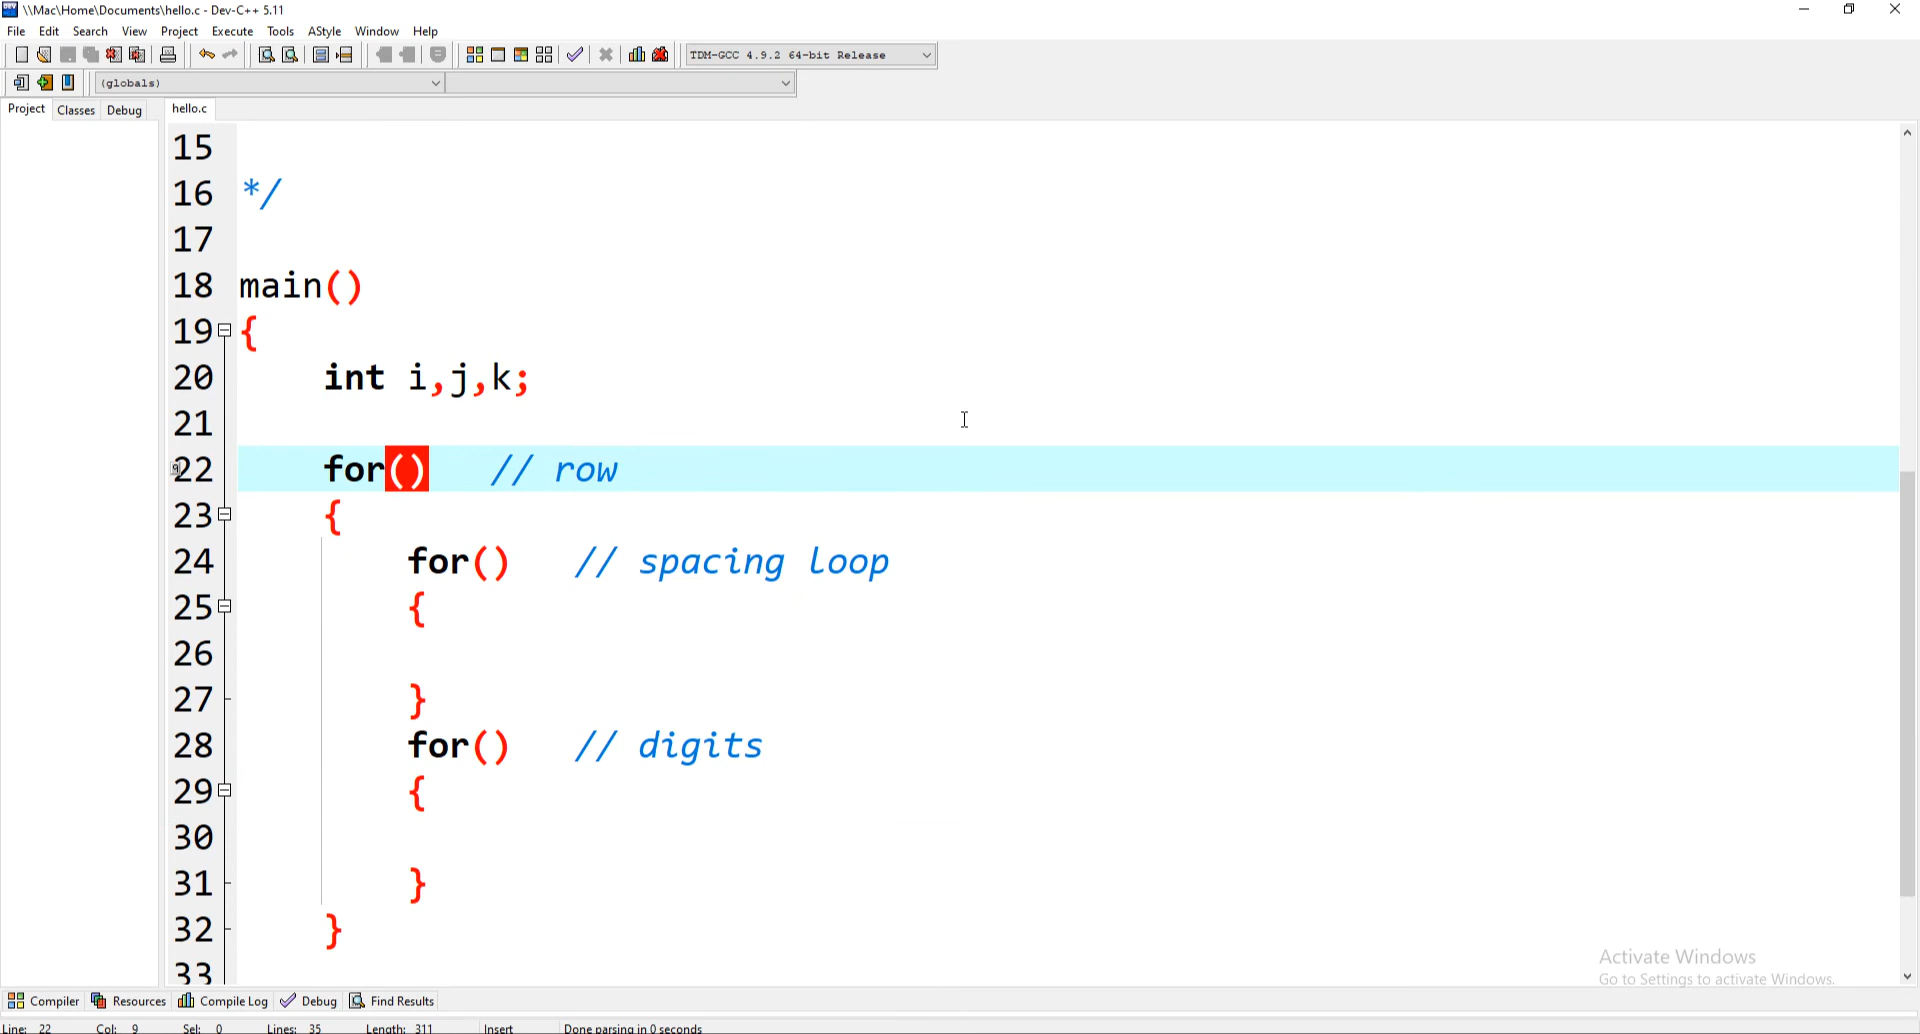 \\Mac\Home\Documents\hello.c - Dev-C++ 5.11
File Edit Search View Project Execute Tools AStyle Window Help
TDM-GCC 4.9.2 64-bit Release
(globals)
Project Classes Debug hello.c
15
16 */
17
18 main()
19 {
20 int i,j,k;
21
22 for() // row
23 {
24 for() // spacing loop
25 {
26
27 }
28 for() // digits
29 {
30
31 }
32 }
33
Activate Windows
Go to Settings to activate Windows.
Compiler Resources Compile Log Debug Find Results
Line: 22 Col: 9 Sel: 0 Lines: 35 Length: 311 Insert Done parsing in 0 seconds